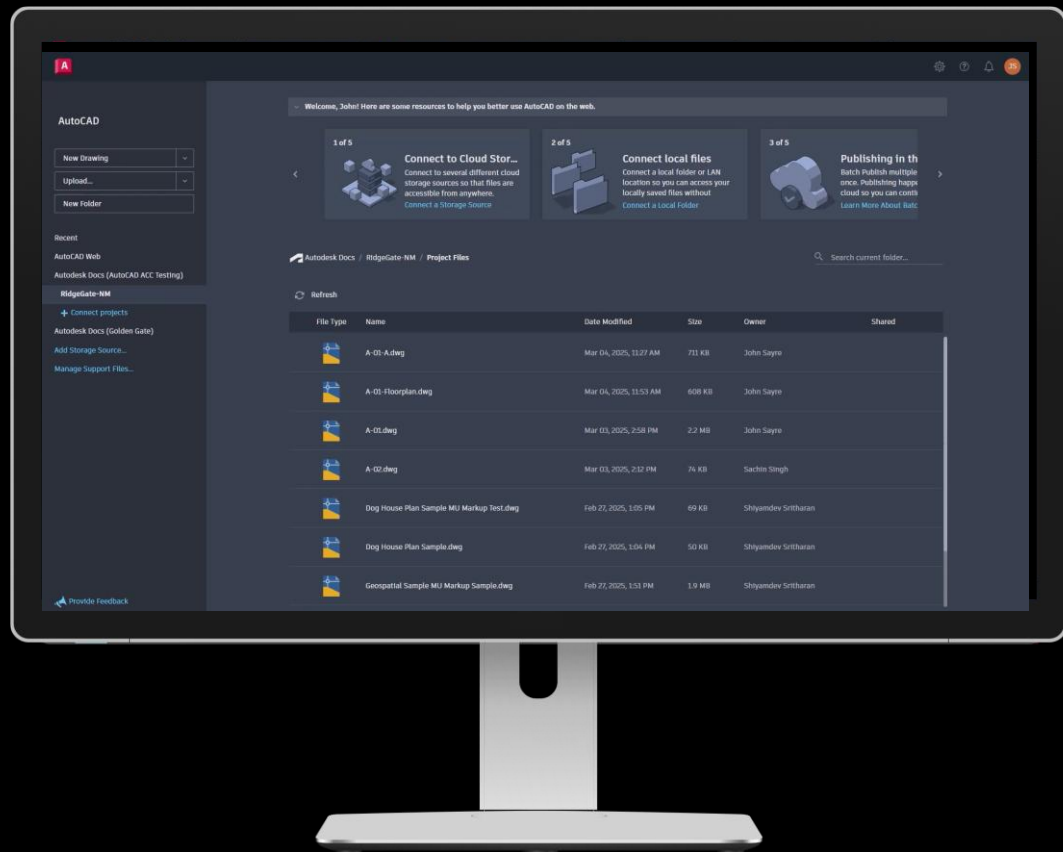 A
JS
AutoCAD
New Drawing
Upload...
New Folder
Recent
AutoCAD Web
Autodesk Docs (AutoCAD ACC Testing)
RidgeGate-NM
+ Connect projects
Autodesk Docs (Golden Gate)
Add Storage Source...
Manage Support Files...
Provide Feedback
Welcome, John! Here are some resources to help you better use AutoCAD on the web.
1 of 5
Connect to Cloud Stor...
Connect to several different cloud
storage sources so that files are
accessible from anywhere.
Connect a Storage Source
2 of 5
Connect local files
Connect a local folder or LAN
location so you can access your
locally saved files without
Connect a Local Folder
3 of 5
Publishing in th
Batch Publish multiple
once. Publishing happe
cloud so you can conti
Learn More About Batc
Autodesk Docs / RidgeGate-NM / Project Files
Search current folder...
Refresh
File Type Name Date Modified Size Owner Shared
A-01-A.dwg Mar 04, 2025, 11:27 AM 711 KB John Sayre
A-01-Floorplan.dwg Mar 04, 2025, 11:53 AM 608 KB John Sayre
A-01.dwg Mar 03, 2025, 2:58 PM 2.2 MB John Sayre
A-02.dwg Mar 03, 2025, 2:12 PM 74 KB Sachin Singh
Dog House Plan Sample MU Markup Test.dwg Feb 27, 2025, 1:05 PM 69 KB Shiyamdev Sritharan
Dog House Plan Sample.dwg Feb 27, 2025, 1:04 PM 50 KB Shiyamdev Sritharan
Geospatial Sample MU Markup Sample.dwg Feb 27, 2025, 1:51 PM 1.9 MB Shiyamdev Sritharan